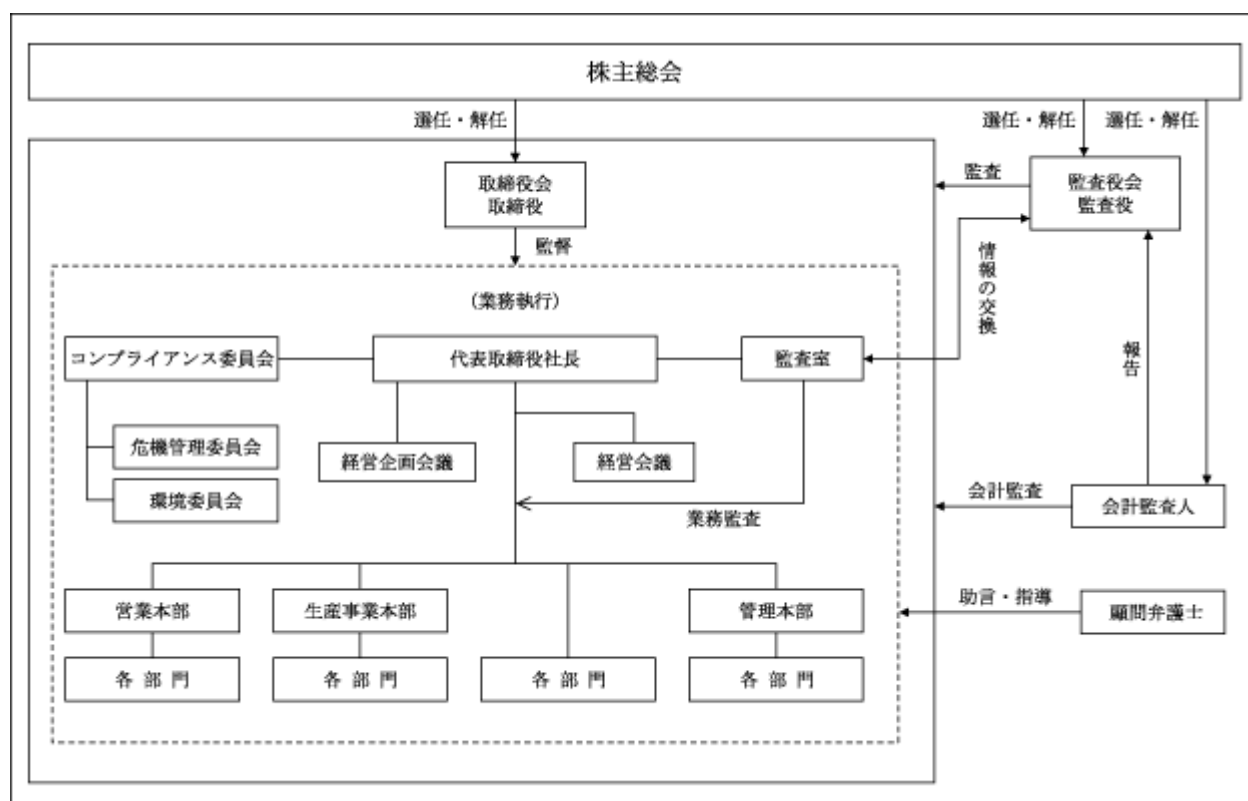 株主総会
選任・解任
選任・解任
選任・解任
取締役会
取締役
監査
監査役会
監査役
監督
情報の交換
(業務執行)
コンプライアンス委員会
代表取締役社長
監査室
報告
危機管理委員会
経営企画会議
経営会議
環境委員会
業務監査
会計監査
会計監査人
営業本部
生産事業本部
管理本部
助言・指導
顧問弁護士
各部門
各部門
各部門
各部門